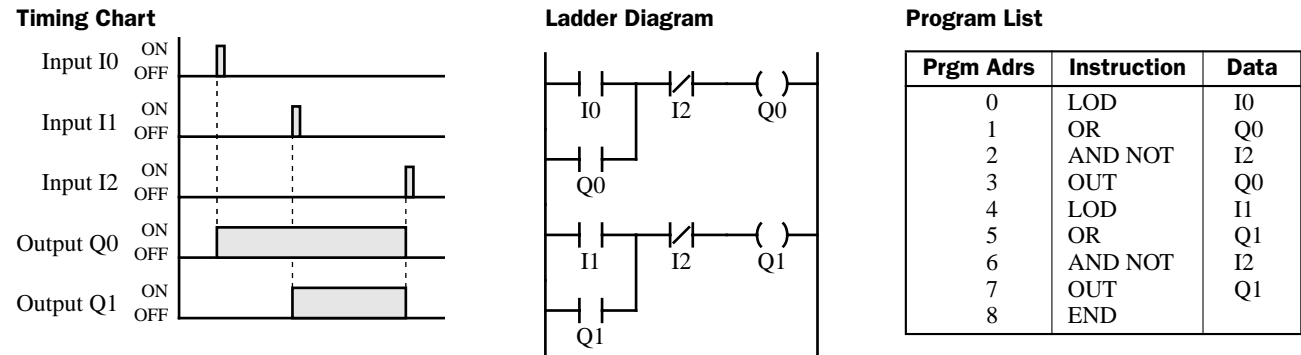 Timing Chart
Input I0
ON
OFF
Input I1
ON
OFF
Input I2
ON
OFF
Output Q0
ON
OFF
Output Q1
ON
OFF
Ladder Diagram
I0 I2 Q0
Q0
I1 I2 Q1
Q1
Program List
Prgm Adrs Instruction Data
0 LOD I0
1 OR Q0
2 AND NOT I2
3 OUT Q0
4 LOD I1
5 OR Q1
6 AND NOT I2
7 OUT Q1
8 END